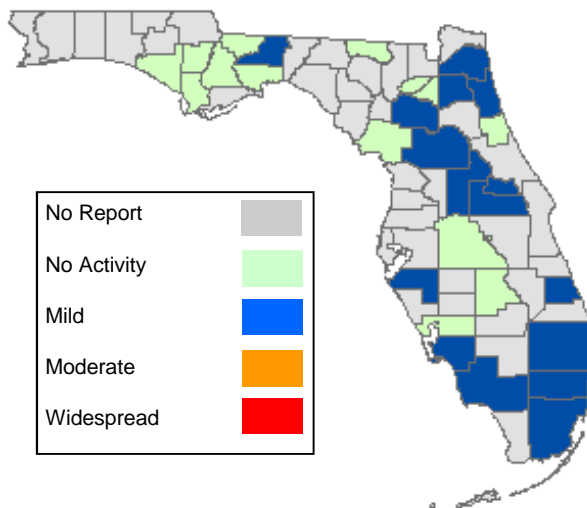 No Report
No Activity
Mild
Moderate
Widespread